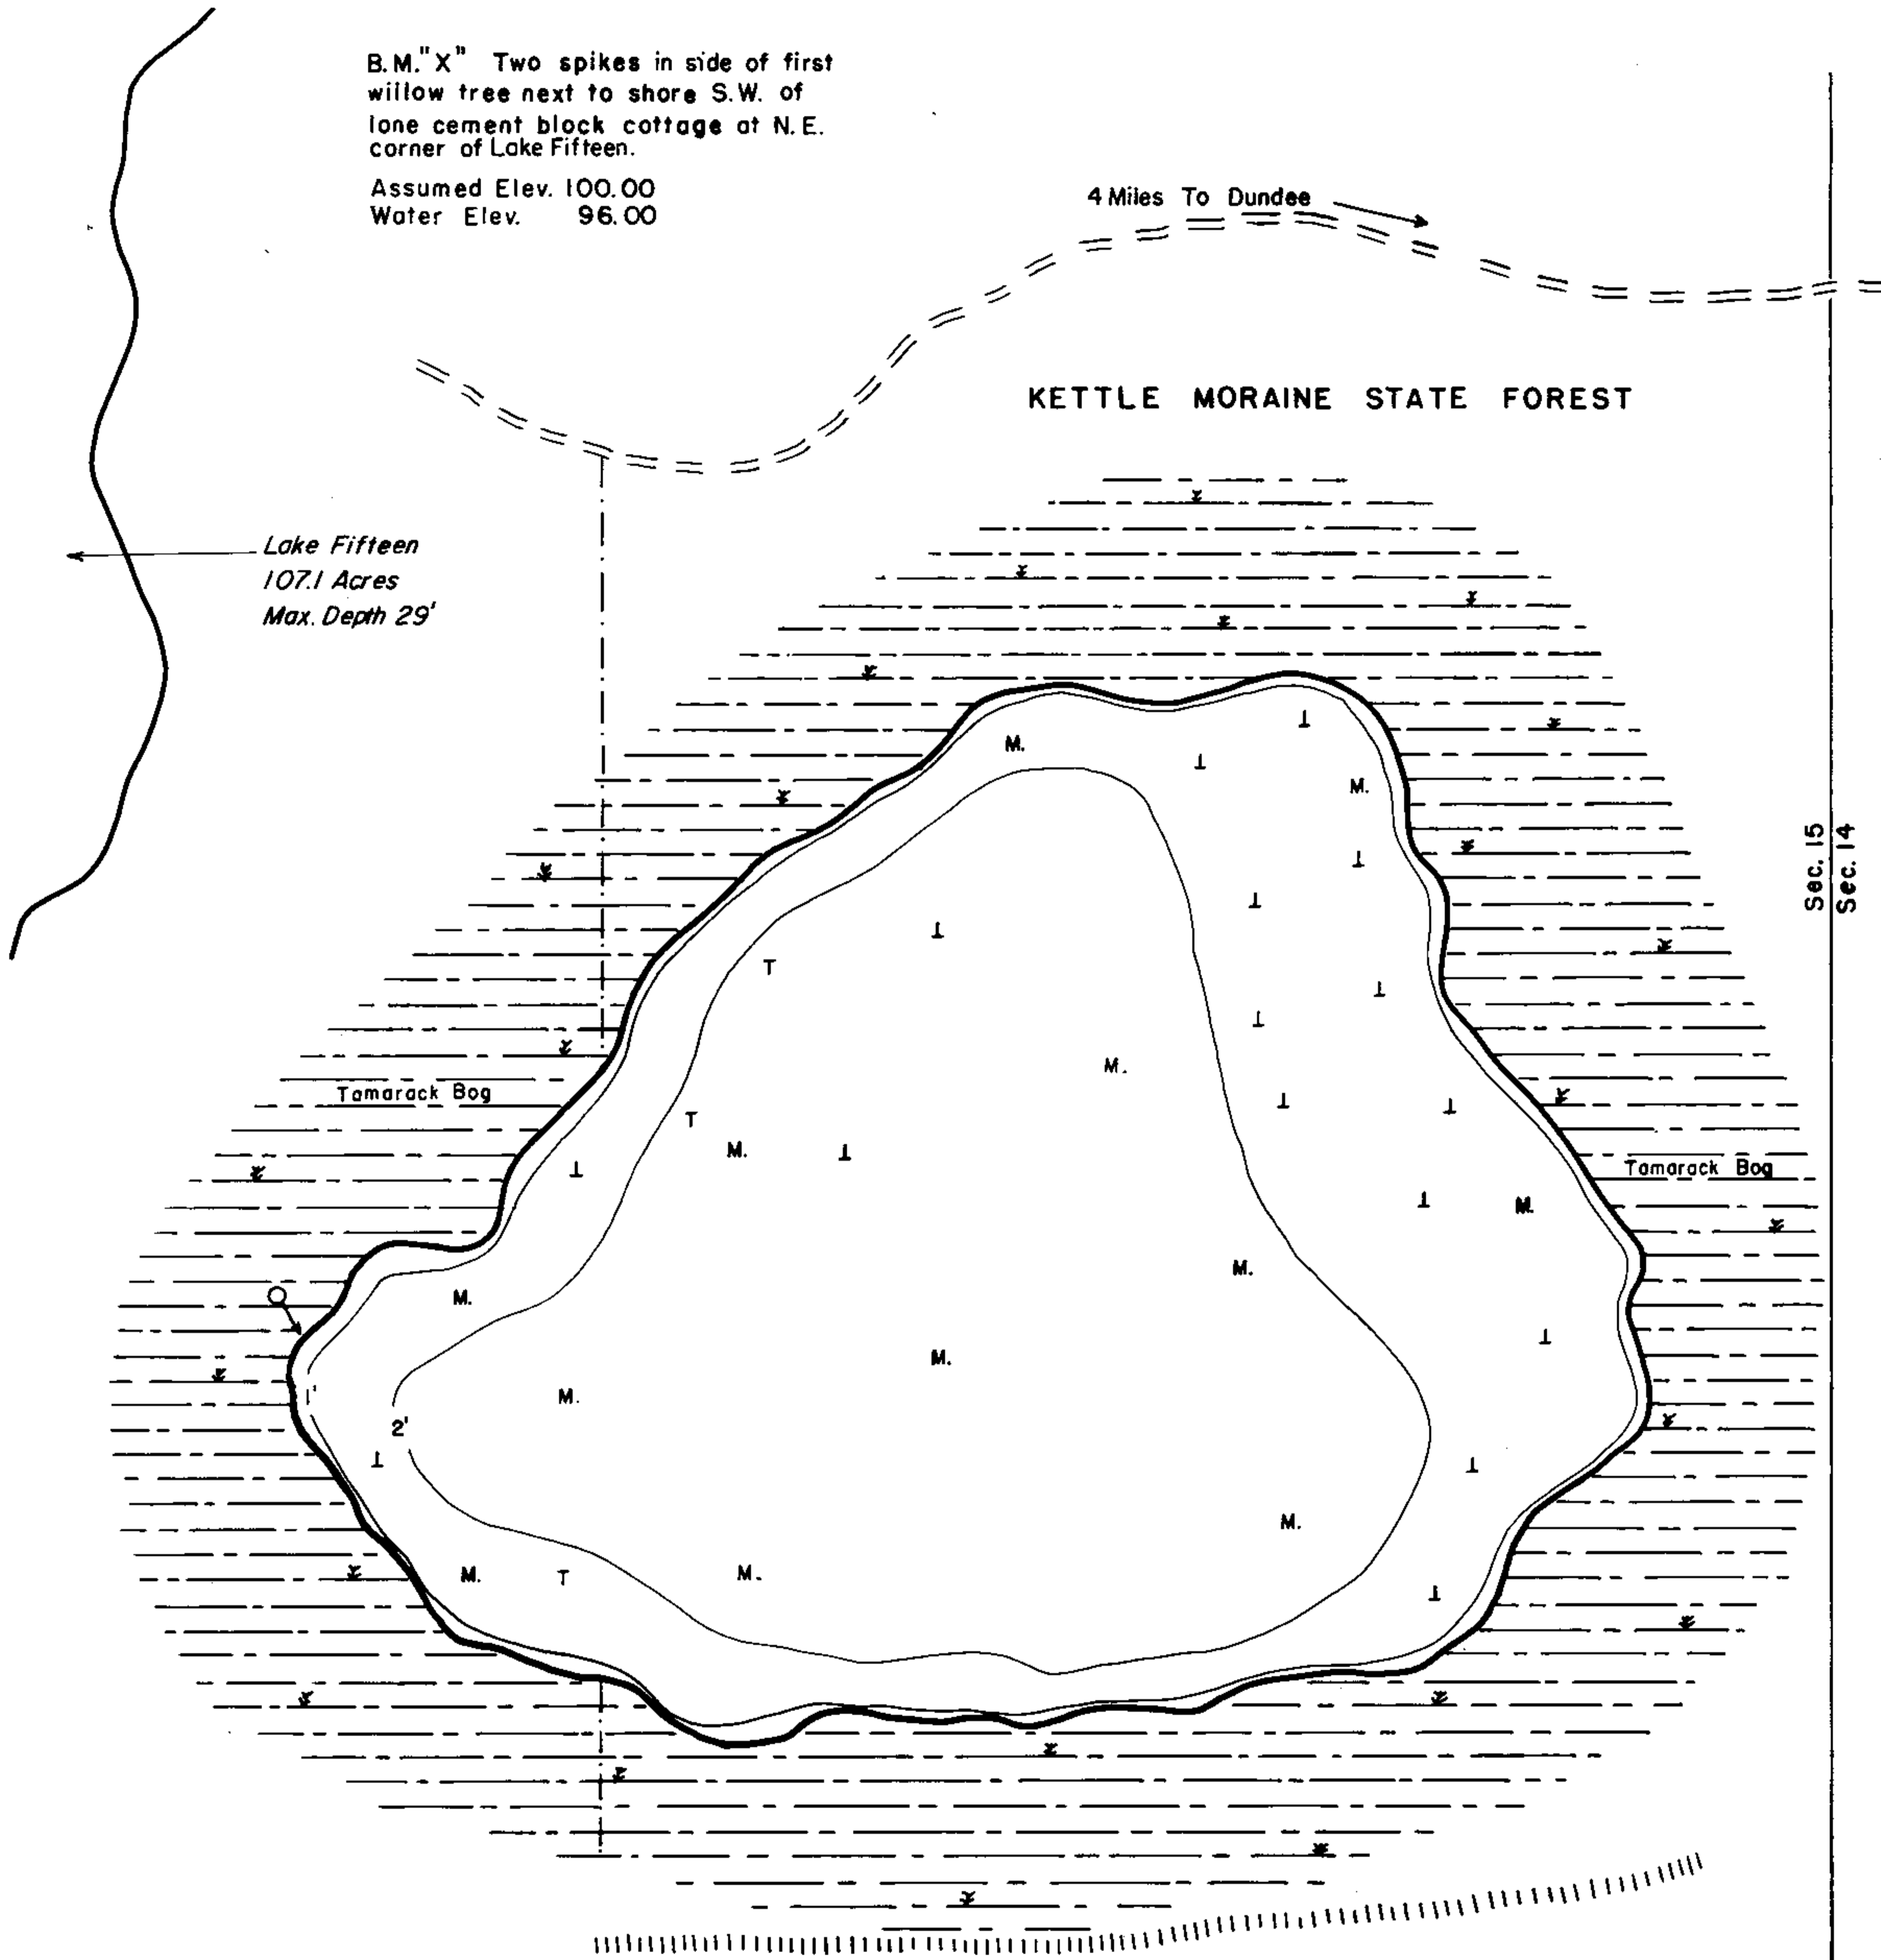 B.M."X" Two spikes in side of first
willow tree next to shore S.W. of
lone cement block cottage at N.E.
corner of Lake Fifteen.
Assumed Elev. 100.00
Water Elev. 96.00
4 Miles To Dundee
KETTLE MORAINE STATE FOREST
Lake Fifteen
107.1 Acres
Max. Depth 29'
M.
M.
T
M.
T
M.
Tamarack Bog
Tamarack Bog
M.
M.
M.
M.
M.
1'
2'
M.
M.
T
M.
Sec. 15
Sec. 14